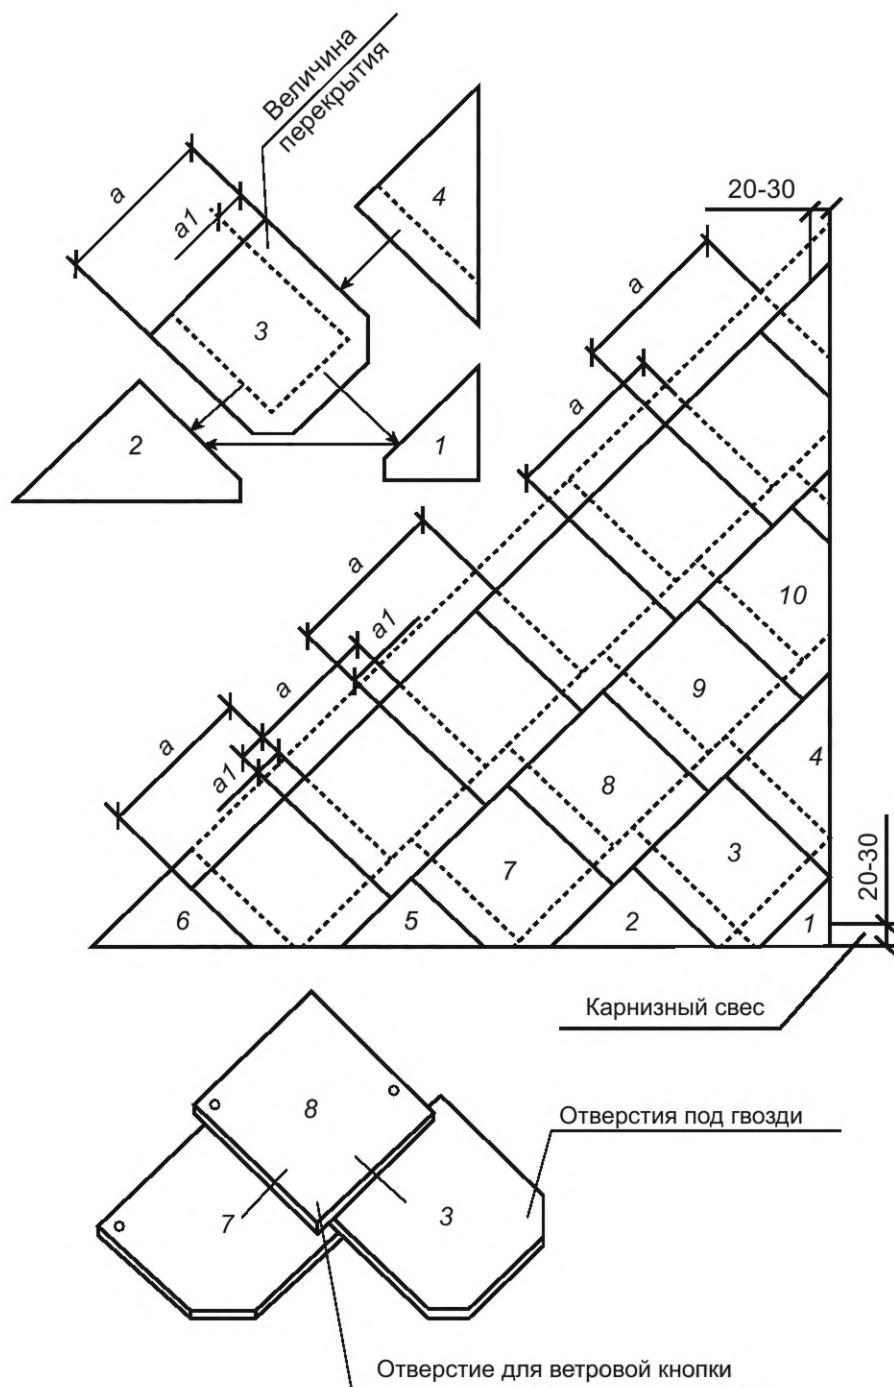 Величина
перекрытия
a
a1
4
3
2
1
20-30
a
a
a
a1
a
a
a1
10
9
8
7
4
3
6
5
2
1
20-30
Карнизный свес
8
7
3
Отверстия под гвозди
Отверстие для ветровой кнопки